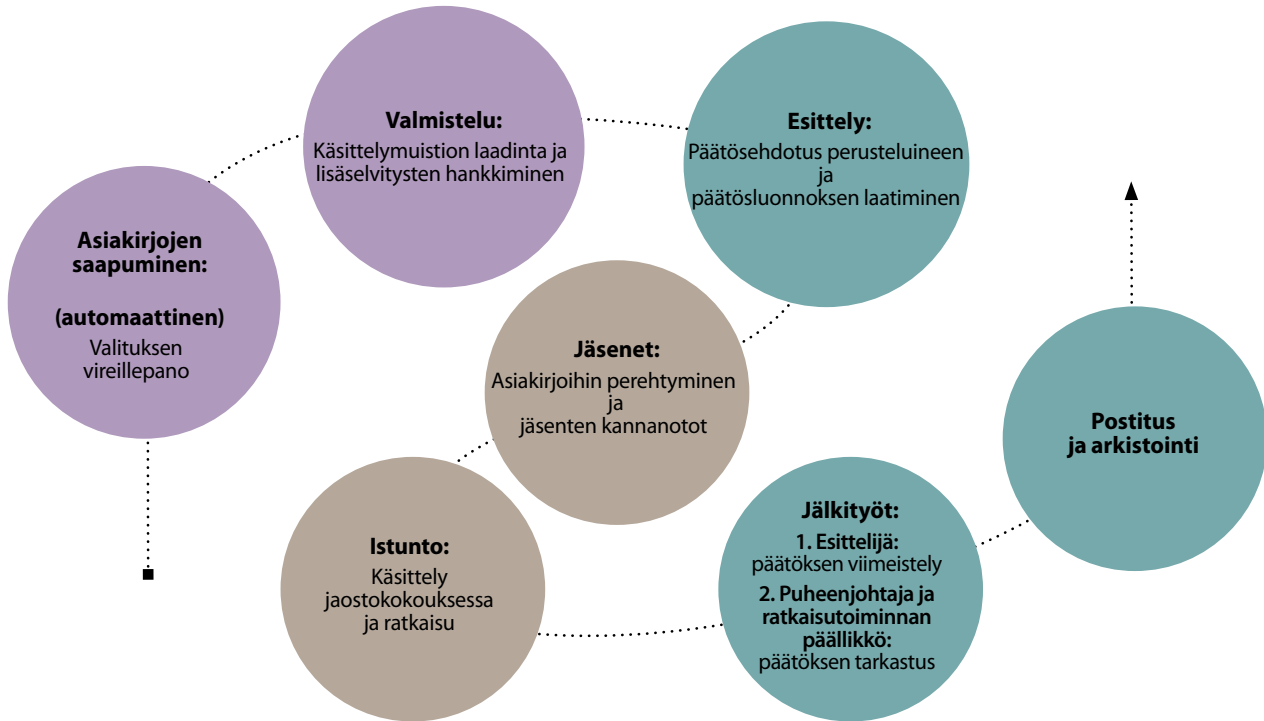 Asiakirjojen
saapuminen:
(automaattinen)
Valituksen
vireillepano
Valmistelu:
Käsittelymuistion laadinta ja
lisäselvitysten hankkiminen
Esittely:
Päätösehdotus perusteluineen
ja
päätösluonnoksen laatiminen
Jäsenet:
Asiakirjoihin perehtyminen
ja
jäsenten kannanotot
Istunto:
Käsittely
jaostokokouksessa
ja ratkaisu
Jälkityöt:
1. Esittelijä:
päätöksen viimeistely
2. Puheenjohtaja ja
ratkaisutoiminnan
päällikkö:
päätöksen tarkastus
Postitus
ja arkistointi